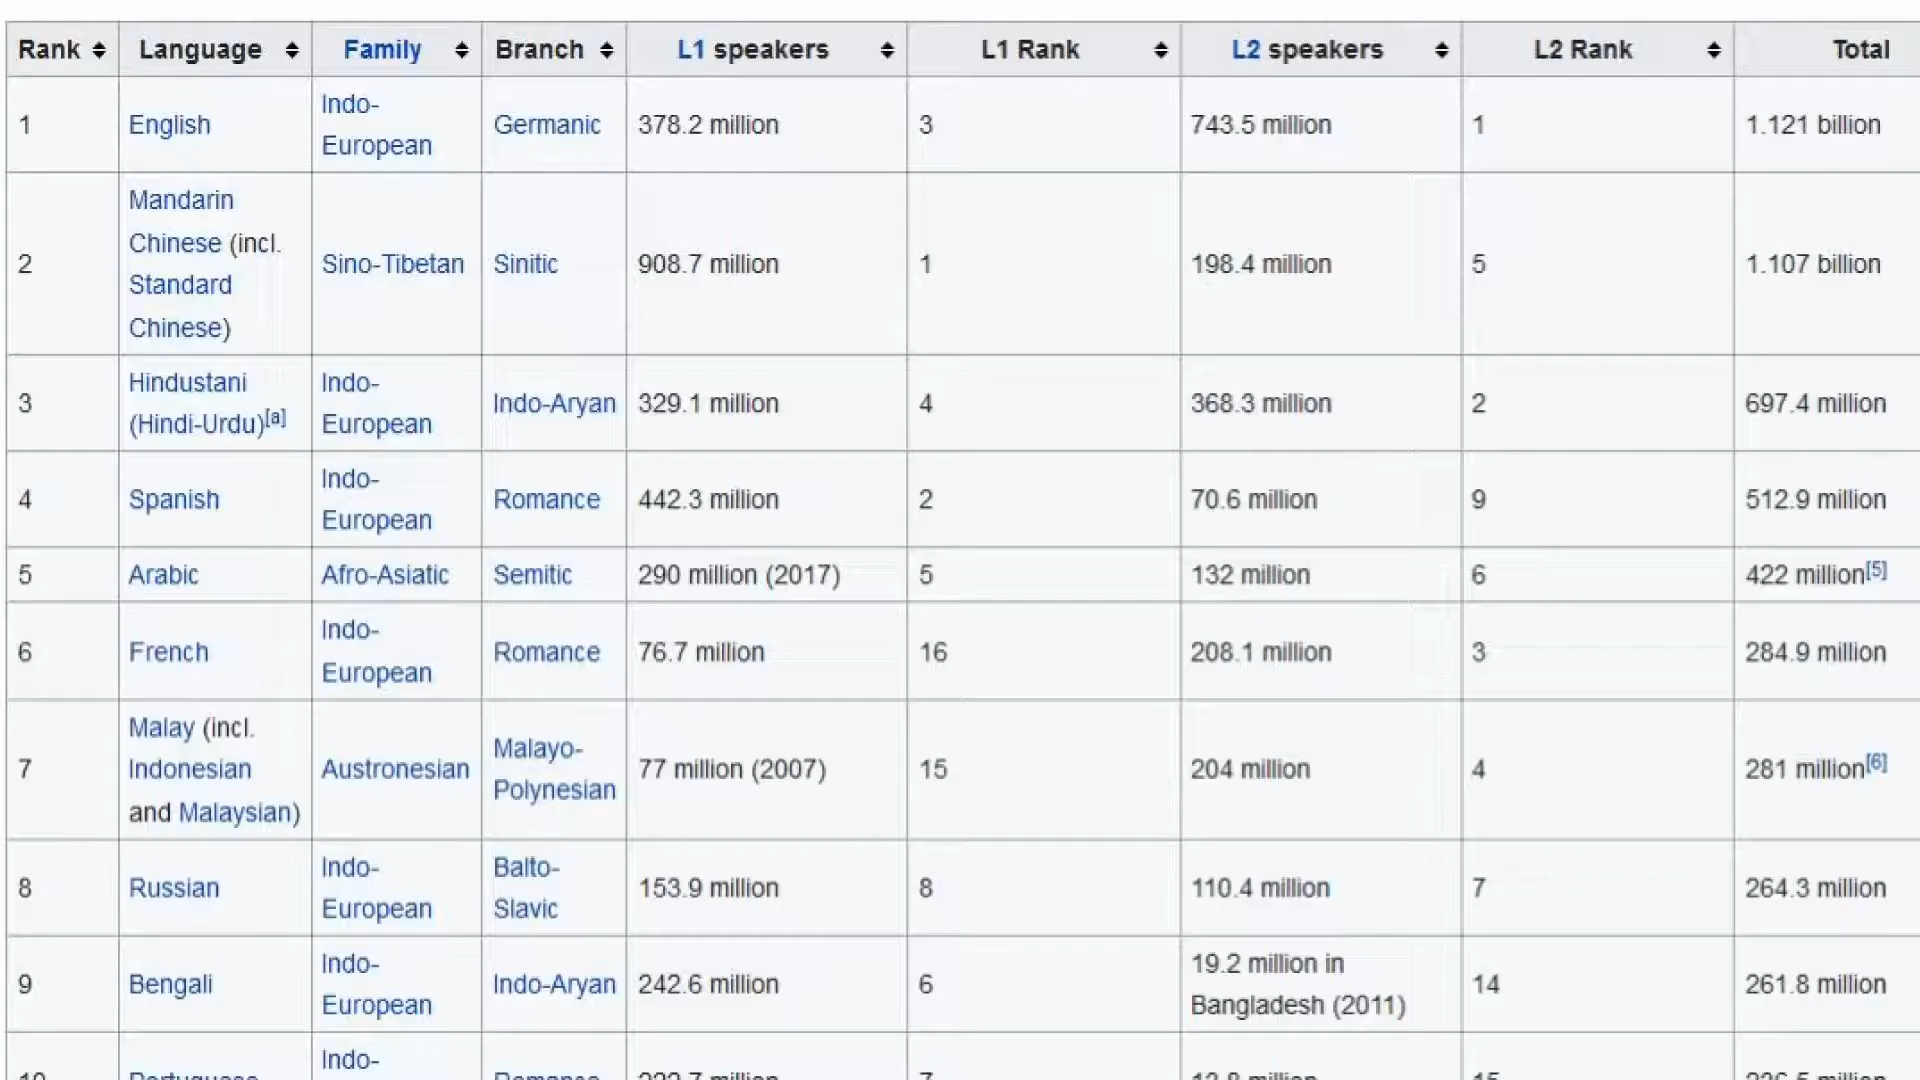 Rank Language Family Branch L1 speakers L1 Rank L2 speakers L2 Rank Total
1 English Indo-
European Germanic 378.2 million 3 743.5 million 1 1.121 billion
2 Mandarin
Chinese (incl.
Standard
Chinese) Sino-Tibetan Sinitic 908.7 million 1 198.4 million 5 1.107 billion
3 Hindustani
(Hindi-Urdu)[a] Indo-
European Indo-Aryan 329.1 million 4 368.3 million 2 697.4 million
4 Spanish Indo-
European Romance 442.3 million 2 70.6 million 9 512.9 million
5 Arabic Afro-Asiatic Semitic 290 million (2017) 5 132 million 6 422 million[5]
6 French Indo-
European Romance 76.7 million 16 208.1 million 3 284.9 million
7 Malay (incl.
Indonesian
and Malaysian) Austronesian Malayo-
Polynesian 77 million (2007) 15 204 million 4 281 million[6]
8 Russian Indo-
European Balto-
Slavic 153.9 million 8 110.4 million 7 264.3 million
9 Bengali Indo-
European Indo-Aryan 242.6 million 6 19.2 million in
Bangladesh (2011) 14 261.8 million
10 Portuguese Indo- Romance million 7 million 15 million